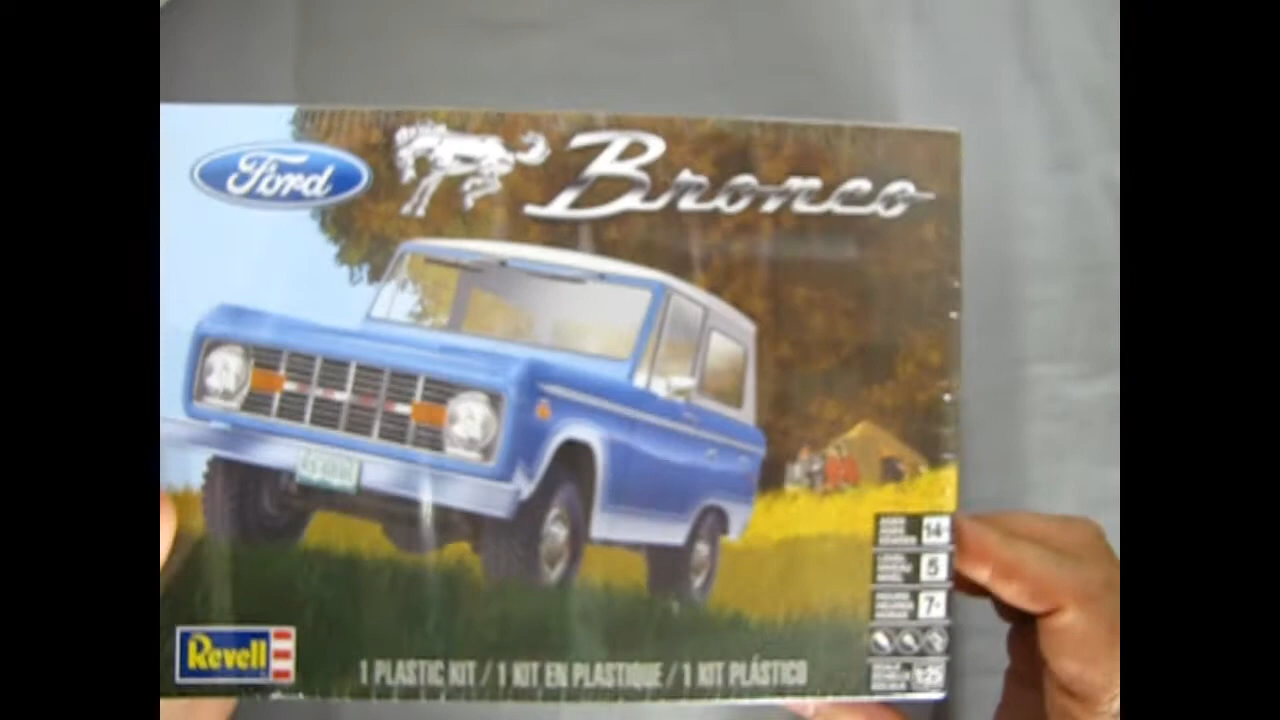 Ford Bronco
14
5
7+
Revell
1 PLASTIC KIT / 1 KIT EN PLASTIQUE / 1 KIT PLÁSTICO
1:25